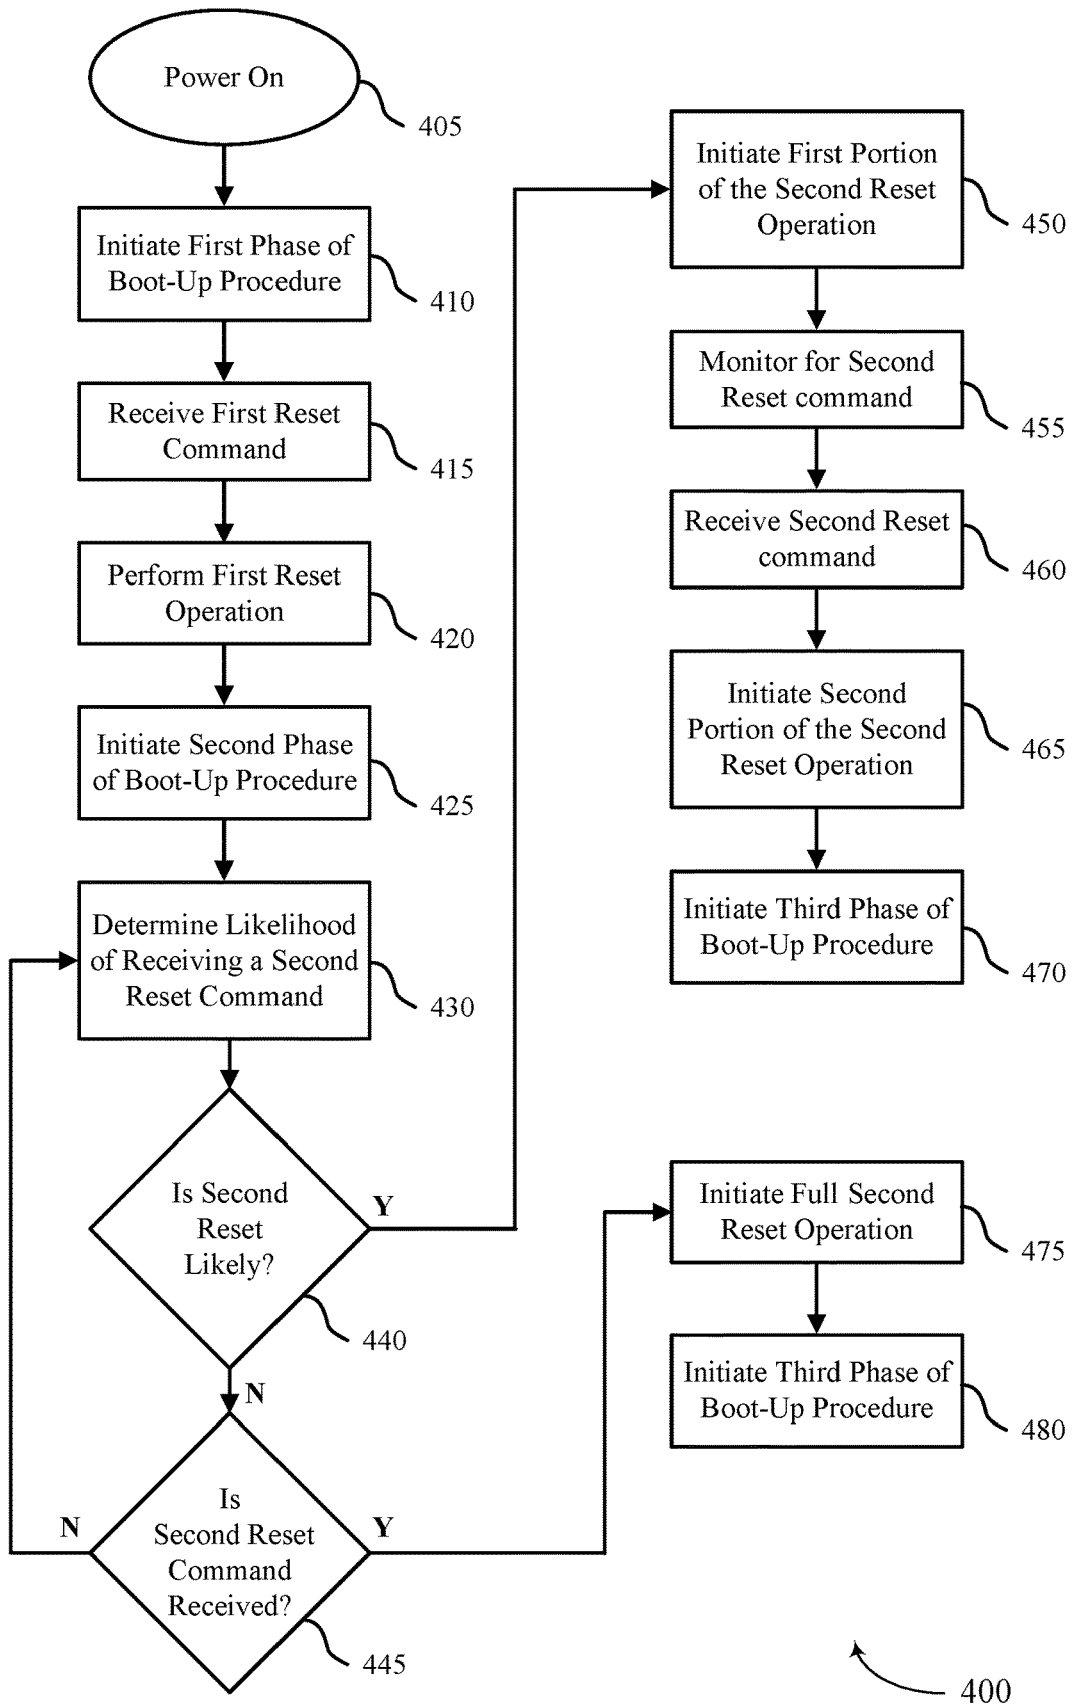 Power On
405
Initiate First Phase of
Boot-Up Procedure
410
Receive First Reset
Command
415
Perform First Reset
Operation
420
Initiate Second Phase
of Boot-Up Procedure
425
Determine Likelihood
of Receiving a Second
Reset Command
430
Is Second
Reset
Likely?
Y
440
N
Is
Second Reset
Command
Received?
N
Y
445
Initiate First Portion
of the Second Reset
Operation
450
Monitor for Second
Reset command
455
Receive Second Reset
command
460
Initiate Second
Portion of the Second
Reset Operation
465
Initiate Third Phase of
Boot-Up Procedure
470
Initiate Full Second
Reset Operation
475
Initiate Third Phase of
Boot-Up Procedure
480
400